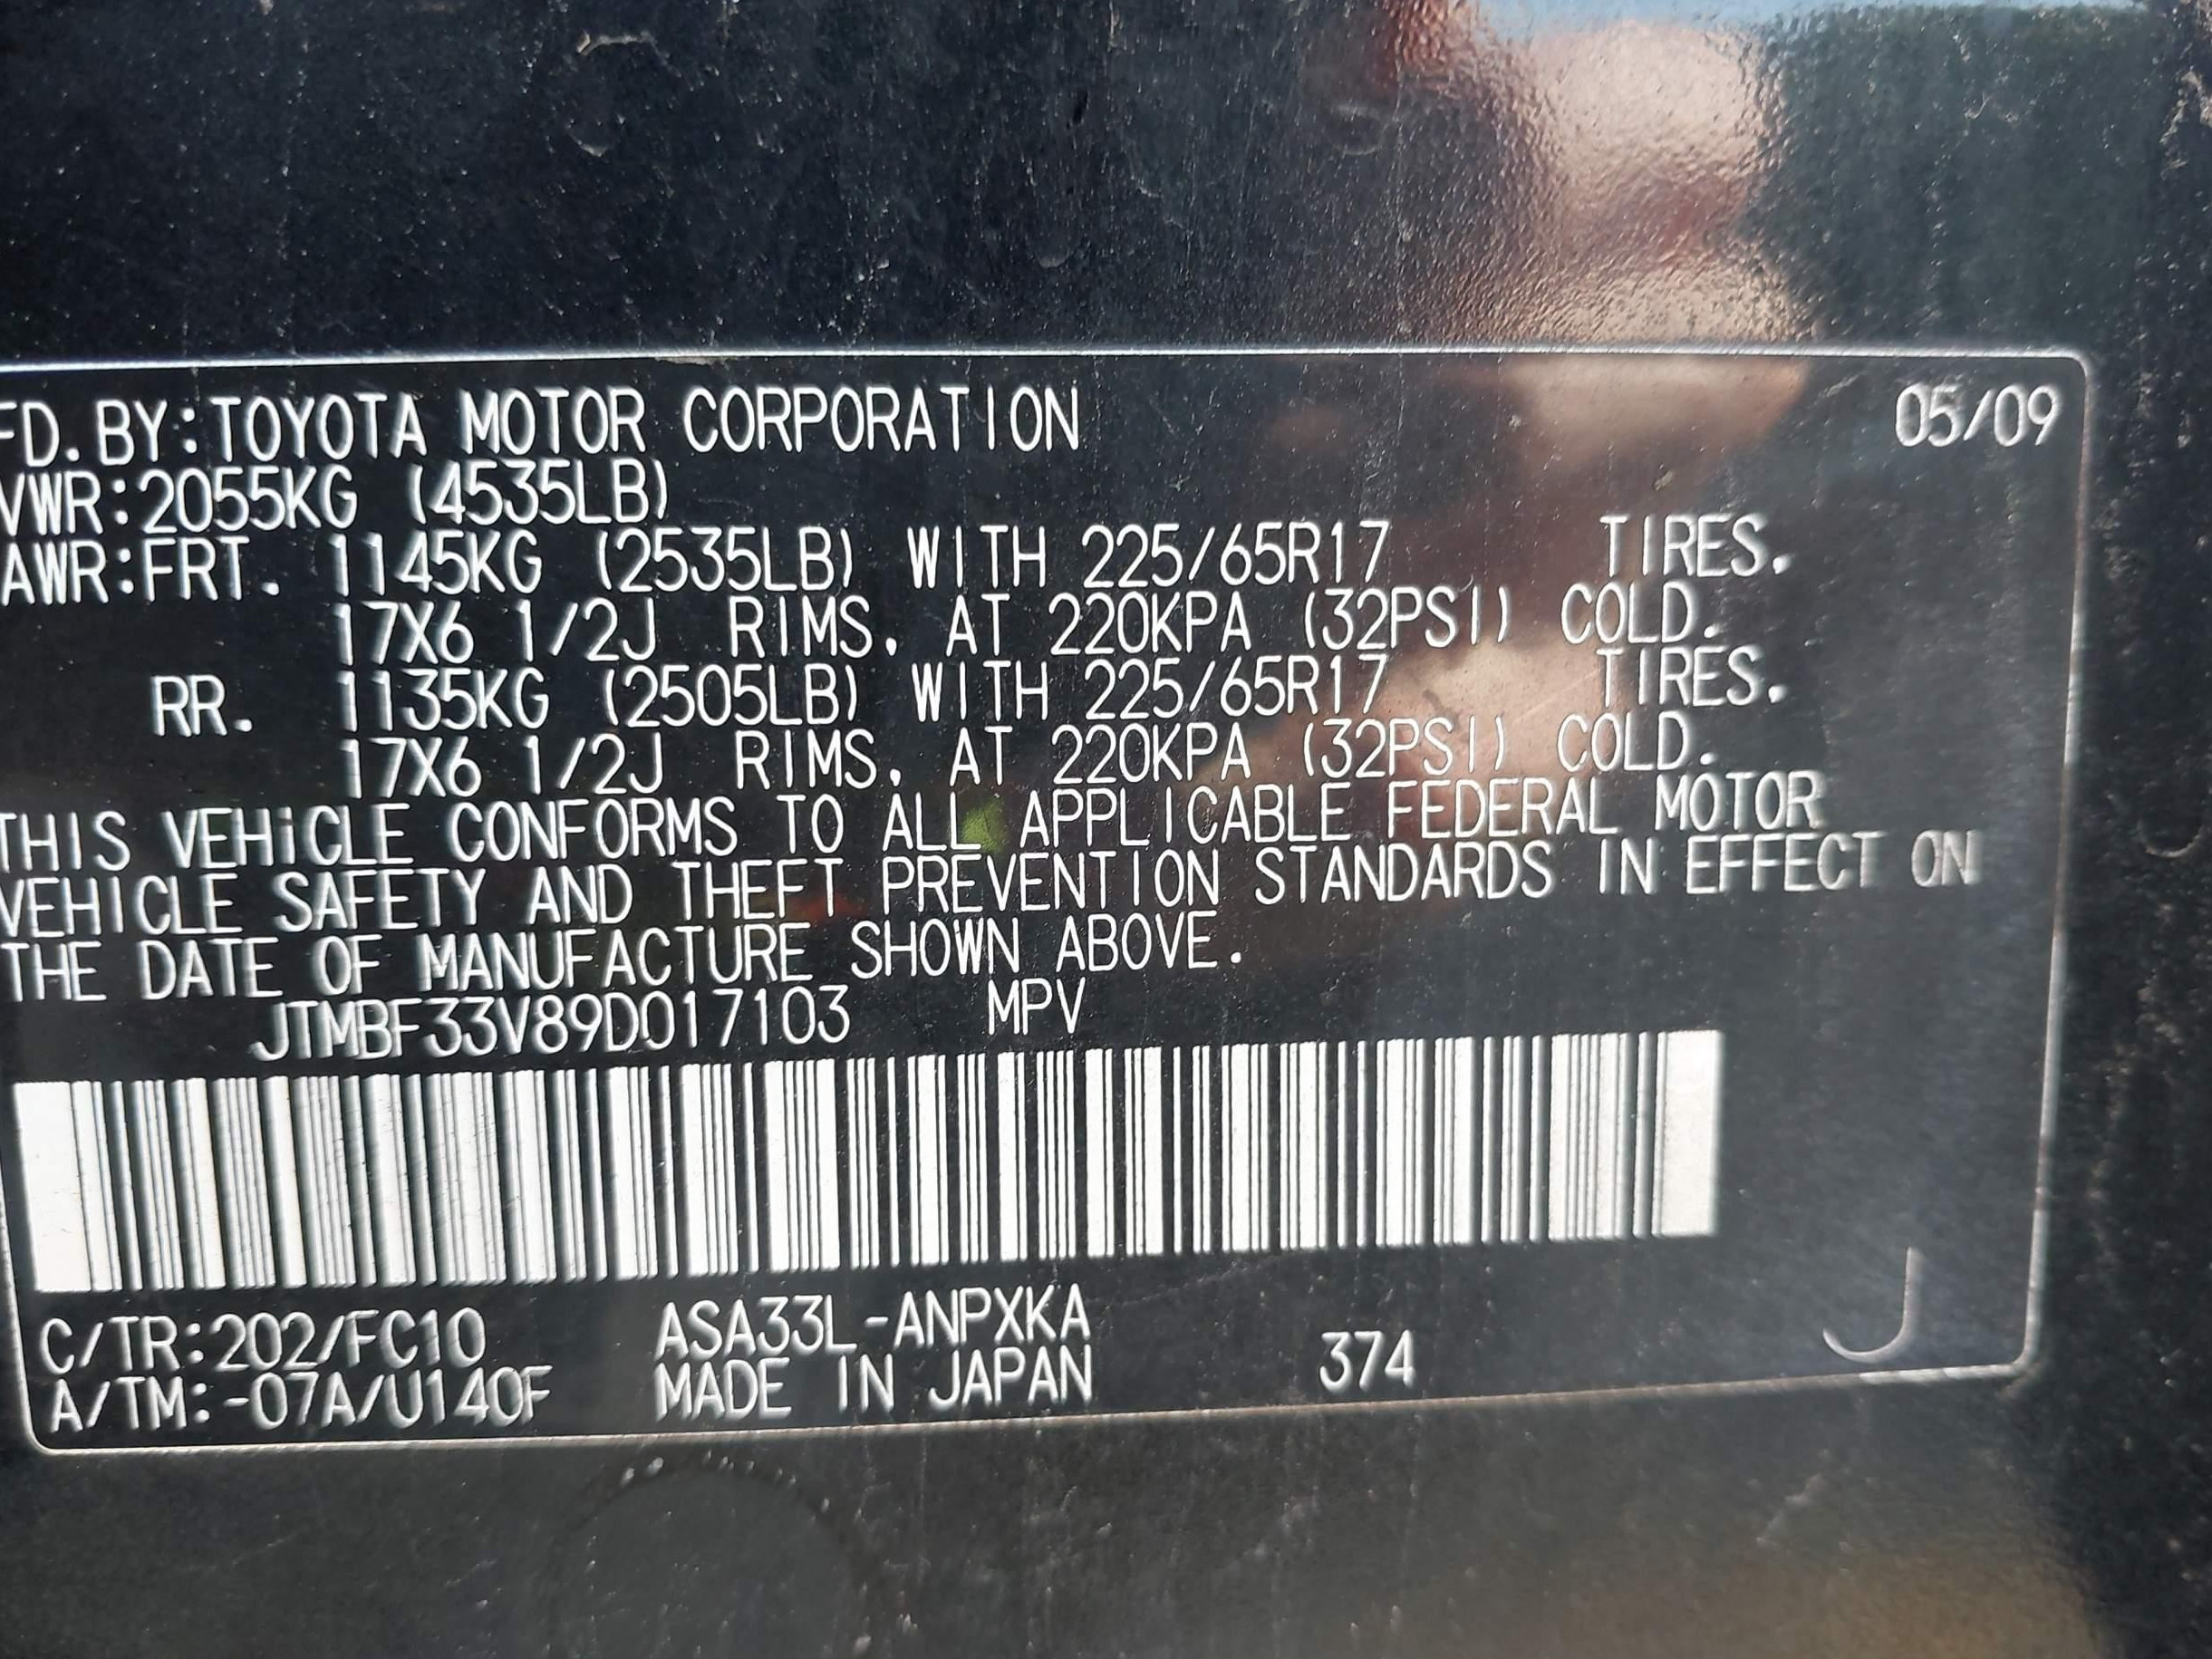 FD.BY:TOYOTA MOTOR CORPORATION 05/09
VWR:2055KG (4535LB)
AWR:FRT. 1145KG (2535LB) WITH 225/65R17 TIRES.
17X6 1/2J RIMS, AT 220KPA (32PSI) COLD.
RR. 1135KG (2505LB) WITH 225/65R17 TIRES.
17X6 1/2J RIMS, AT 220KPA (32PSI) COLD.
THIS VEHiCLE CONFORMS TO ALL APPLICABLE FEDERAL MOTOR
VEHICLE SAFETY AND THEFT PREVENTION STANDARDS IN EFFECT ON
THE DATE OF MANUFACTURE SHOWN ABOVE.
JTMBF33V89D017103 MPV
C/TR:202/FC10 ASA33L-ANPXKA
A/TM:-07A/U140F MADE IN JAPAN 374 J